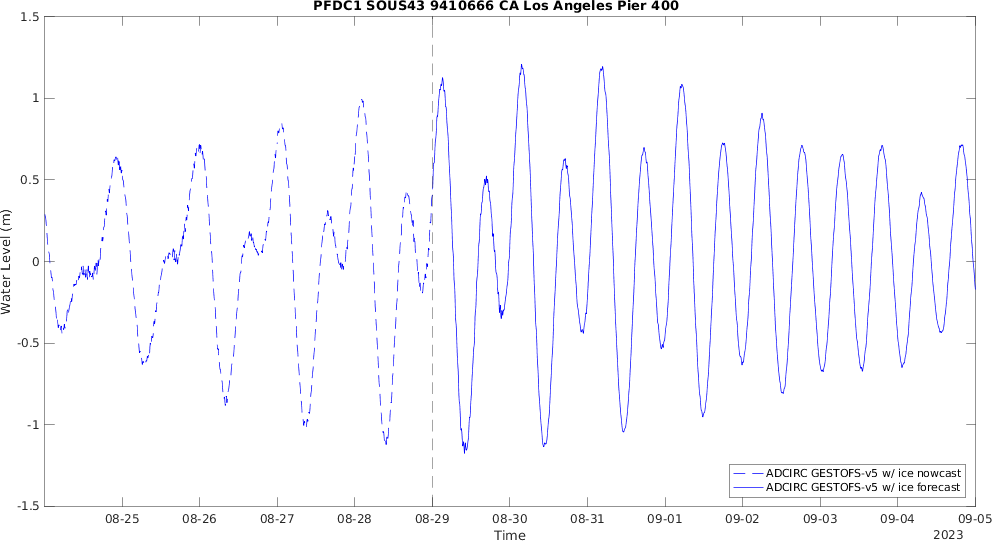 PFDC1 SOUS43 9410666 CA Los Angeles Pier 400
1.5
1
0.5
0
-0.5
-1
-1.5
Water Level (m)
ADCIRC GESTOFS-v5 w/ ice nowcast
ADCIRC GESTOFS-v5 w/ ice forecast
08-25 08-26 08-27 08-28 08-29 08-30 08-31 09-01 09-02 09-03 09-04 09-05
Time
2023